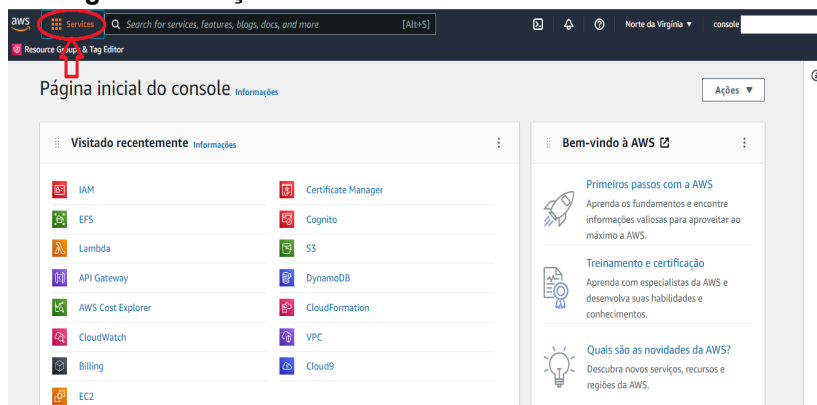 aws
Services
Search for services, features, blogs, docs, and more
[Alt+S]
Norte da Virgínia ▼
console
Resource Groups & Tag Editor
Página inicial do console Informações
Ações ▼
Visitado recentemente Informações
IAM
Certificate Manager
EFS
Cognito
Lambda
S3
API Gateway
DynamoDB
AWS Cost Explorer
CloudFormation
CloudWatch
VPC
Billing
Cloud9
EC2
Bem-vindo à AWS
Primeiros passos com a AWS
Aprenda os fundamentos e encontre
informações valiosas para aproveitar ao
máximo a AWS.
Treinamento e certificação
Aprenda com especialistas da AWS e
desenvolva suas habilidades e
conhecimentos.
Quais são as novidades da AWS?
Descubra novos serviços, recursos e
regiões da AWS.